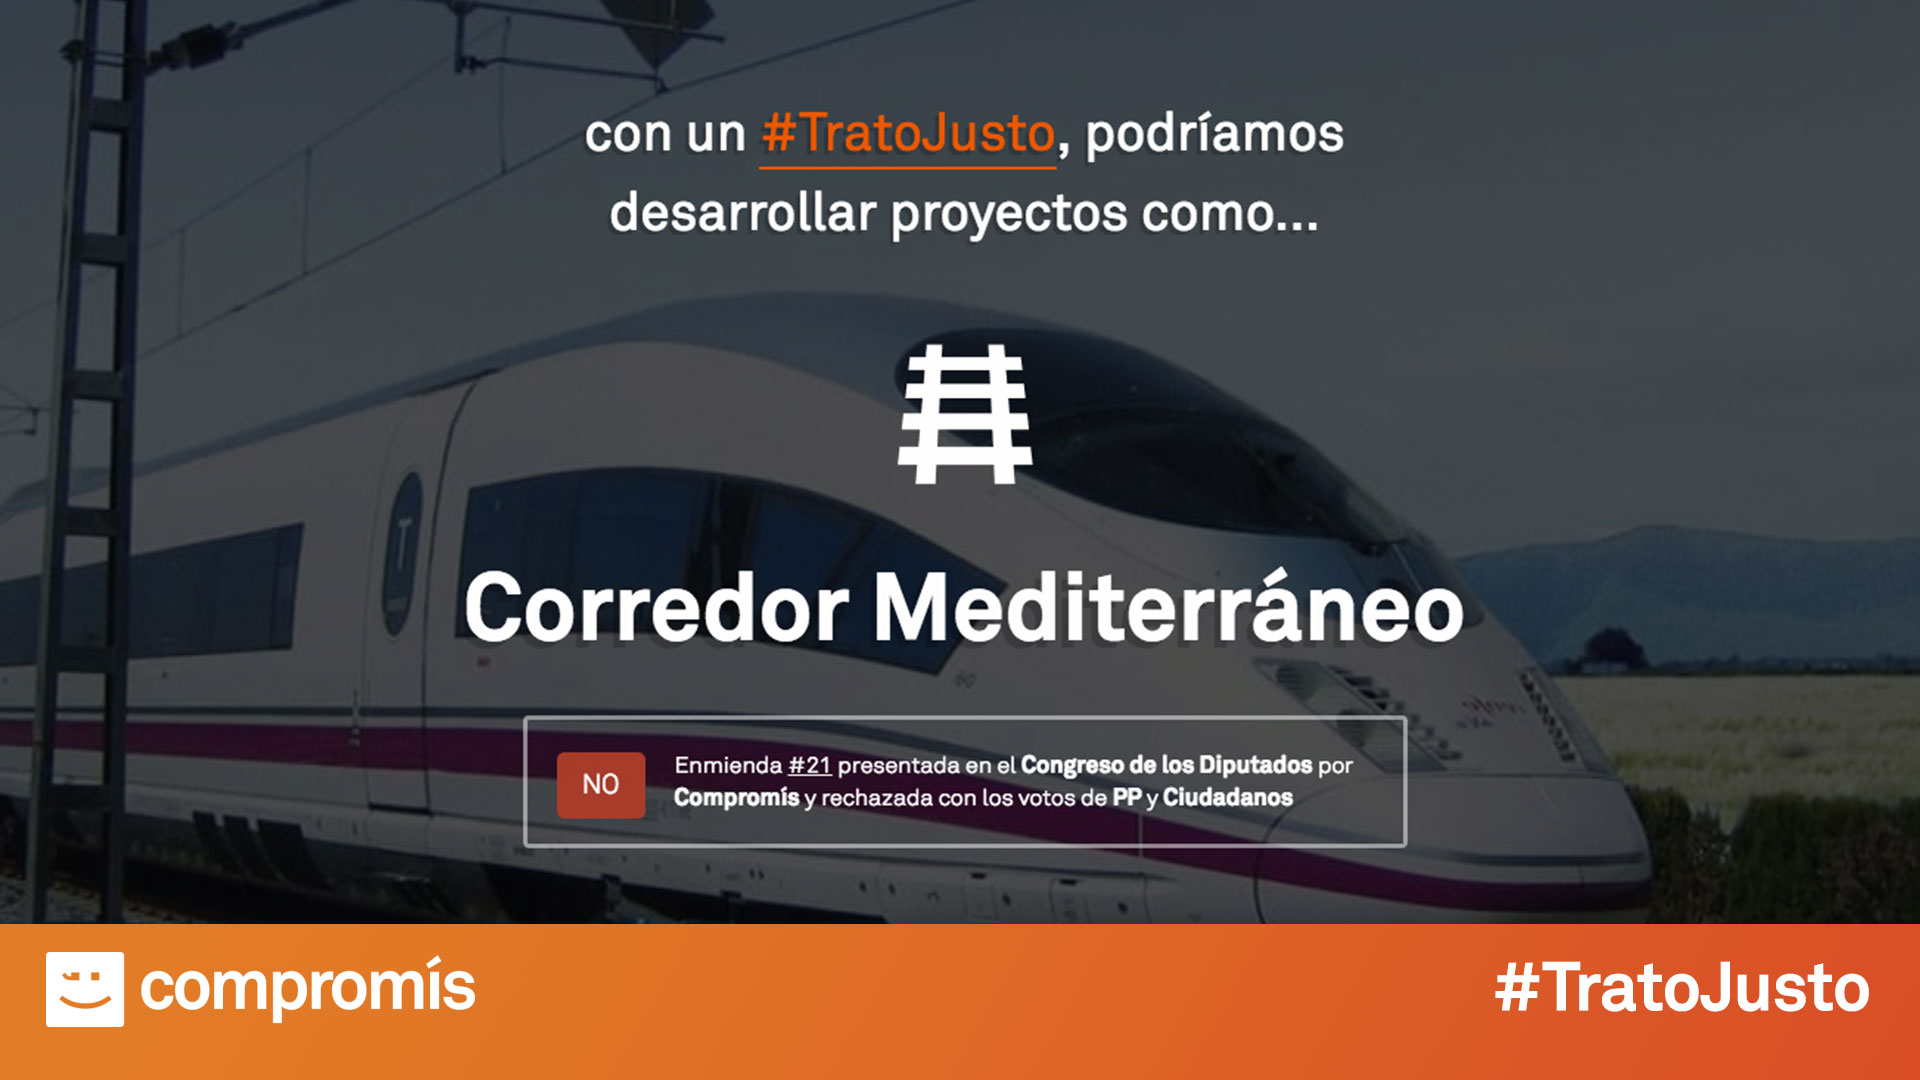 con un #TratoJusto, podríamos
desarrollar proyectos como...
Corredor Mediterráneo
NO
Enmienda #21 presentada en el Congreso de los Diputados por
Compromís y rechazada con los votos de PP y Ciudadanos
compromís
#TratoJusto